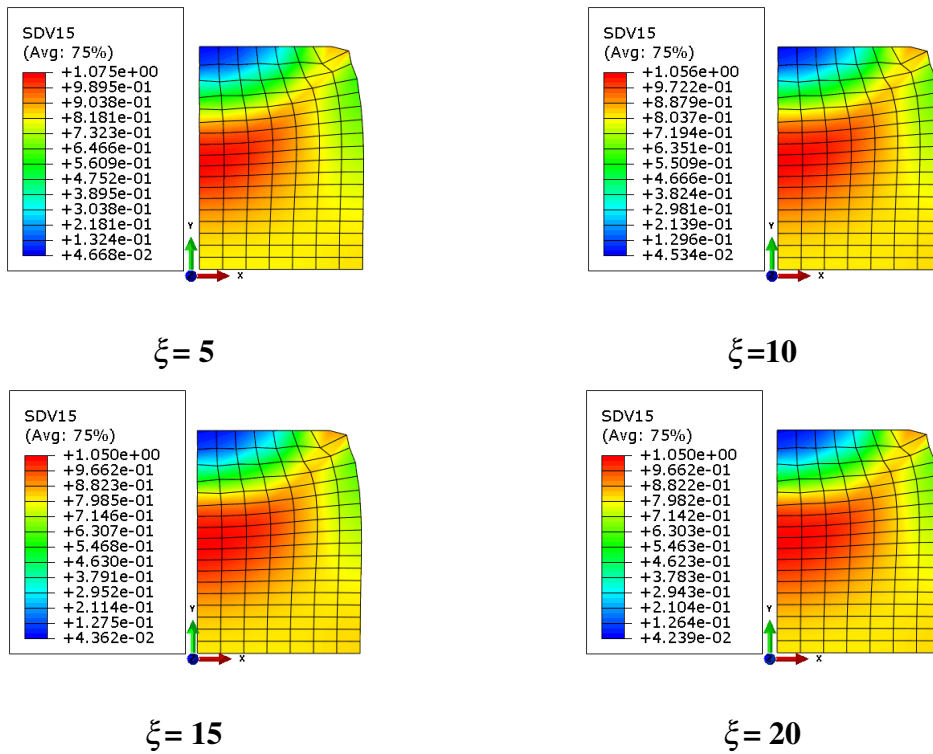 SDV15
(Avg: 75%)
+1.075e+00
+9.895e-01
+9.038e-01
+8.181e-01
+7.323e-01
+6.466e-01
+5.609e-01
+4.752e-01
+3.895e-01
+3.038e-01
+2.181e-01
+1.324e-01
+4.668e-02
Y
Z
X
ξ= 5
SDV15
(Avg: 75%)
+1.056e+00
+9.722e-01
+8.879e-01
+8.037e-01
+7.194e-01
+6.351e-01
+5.509e-01
+4.666e-01
+3.824e-01
+2.981e-01
+2.139e-01
+1.296e-01
+4.534e-02
Y
Z
X
ξ=10
SDV15
(Avg: 75%)
+1.050e+00
+9.662e-01
+8.823e-01
+7.985e-01
+7.146e-01
+6.307e-01
+5.468e-01
+4.630e-01
+3.791e-01
+2.952e-01
+2.114e-01
+1.275e-01
+4.362e-02
Y
X
ξ= 15
SDV15
(Avg: 75%)
+1.050e+00
+9.662e-01
+8.822e-01
+7.982e-01
+7.142e-01
+6.303e-01
+5.463e-01
+4.623e-01
+3.783e-01
+2.943e-01
+2.104e-01
+1.264e-01
+4.239e-02
Y
X
ξ= 20